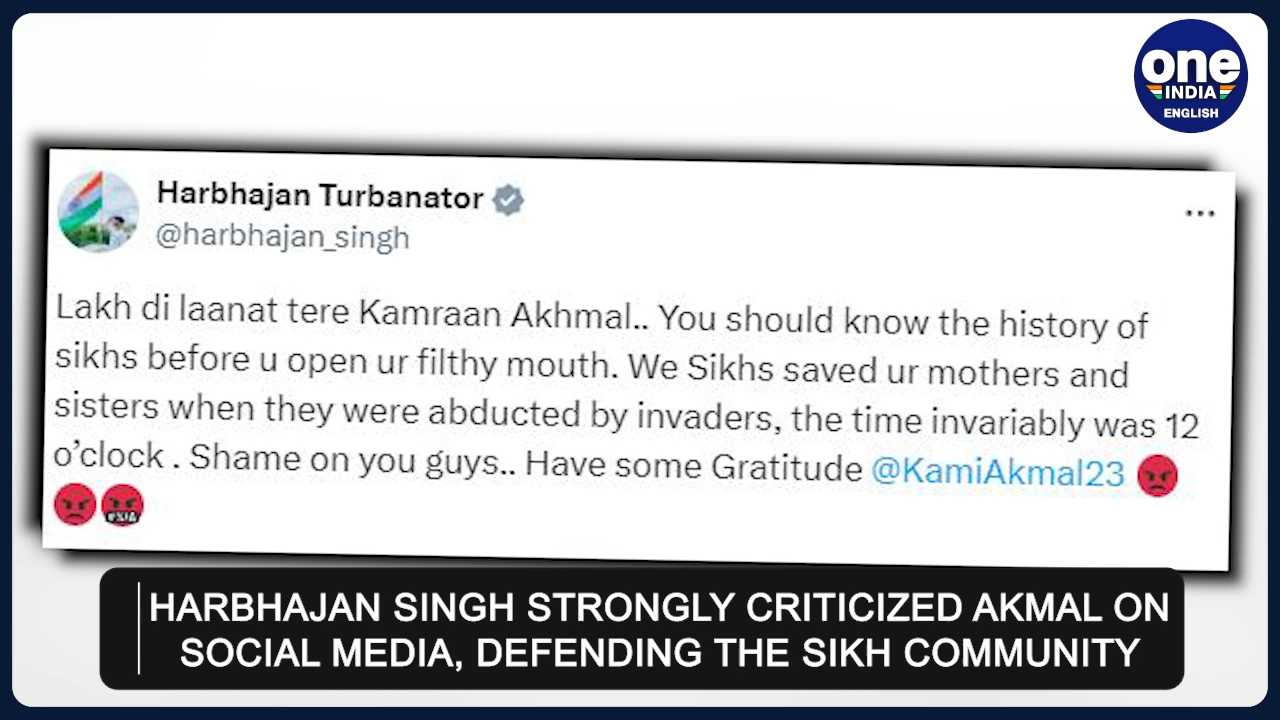 one
INDIA
ENGLISH
Harbhajan Turbanator
@harbhajan_singh
Lakh di laanat tere Kamraan Akhmal.. You should know the history of
sikhs before u open ur filthy mouth. We Sikhs saved ur mothers and
sisters when they were abducted by invaders, the time invariably was 12
o’clock . Shame on you guys.. Have some Gratitude @KamiAkmal23 😡
😡🤬
HARBHAJAN SINGH STRONGLY CRITICIZED AKMAL ON
SOCIAL MEDIA, DEFENDING THE SIKH COMMUNITY